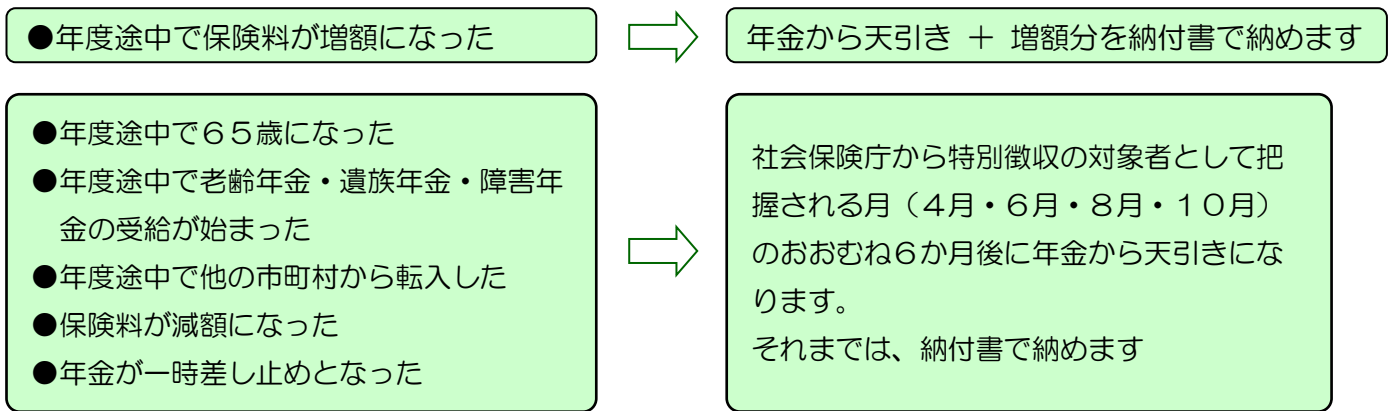 ●年度途中で保険料が増額になった
年金から天引き ＋ 増額分を納付書で納めます
●年度途中で６５歳になった
●年度途中で老齢年金・遺族年金・障害年
金の受給が始まった
●年度途中で他の市町村から転入した
●保険料が減額になった
●年金が一時差し止めとなった
社会保険庁から特別徴収の対象者として把
握される月（４月・６月・８月・１０月）
のおおむね６か月後に年金から天引きにな
ります。
それまでは、納付書で納めます